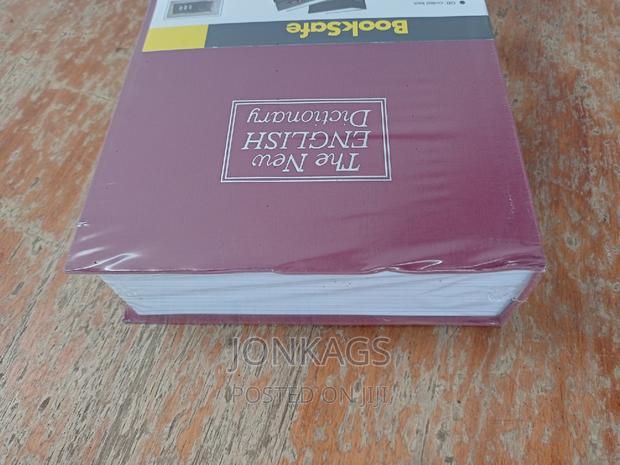 BookSafe
The New
ENGLISH
Dictionary
JONKAGS
POSTED ON JIJI